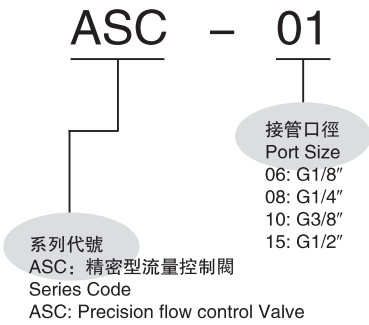 ASC – 01
接管口徑
Port Size
06: G1/8″
08: G1/4″
10: G3/8″
15: G1/2″
系列代號
ASC：精密型流量控制閥
Series Code
ASC: Precision flow control Valve